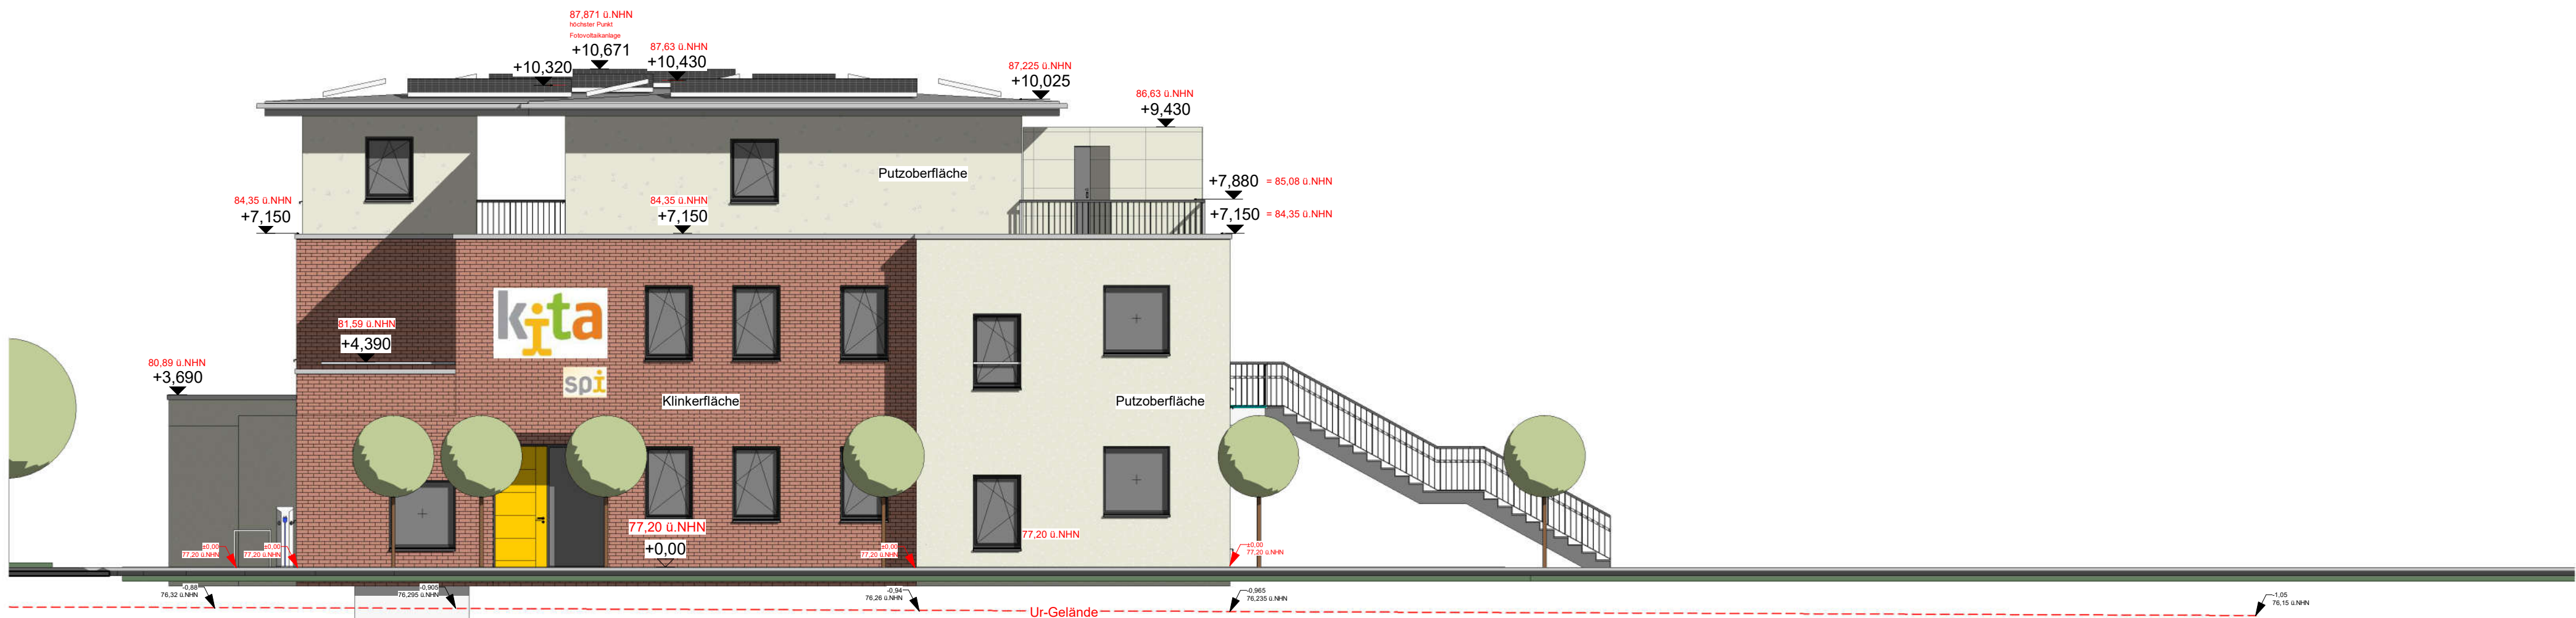 87,871 ü.NHN
höchster Punkt
Fotovoltaikanlage
+10,671
87,63 ü.NHN
+10,430
+10,320
87,225 ü.NHN
+10,025
86,63 ü.NHN
+9,430
Putzoberfläche
+7,880 = 85,08 ü.NHN
84,35 ü.NHN
+7,150
84,35 ü.NHN
+7,150
+7,150 = 84,35 ü.NHN
kita
spi
81,59 ü.NHN
+4,390
80,89 ü.NHN
+3,690
Klinkerfläche
Putzoberfläche
77,20 ü.NHN
+0,00
77,20 ü.NHN
±0,00
77,20 ü.NHN
±0,00
77,20 ü.NHN
±0,00
77,20 ü.NHN
±0,00
77,20 ü.NHN
-0,88
76,32 ü.NHN
-0,905
76,295 ü.NHN
-0,94
76,26 ü.NHN
-0,965
76,235 ü.NHN
-1,05
76,15 ü.NHN
Ur-Gelände